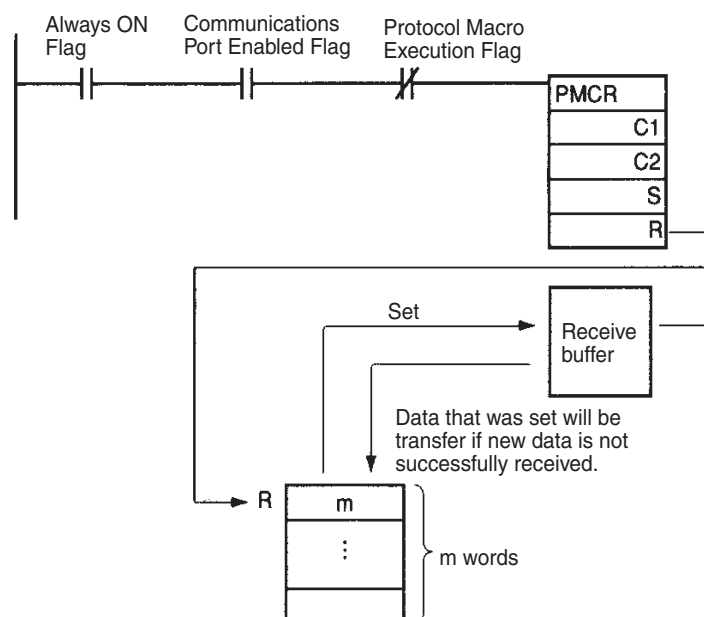 Always ON
Flag
Communications
Port Enabled Flag
Protocol Macro
Execution Flag
PMCR
C1
C2
S
R
Set
Receive
buffer
Data that was set will be
transfer if new data is not
successfully received.
R
m
⋮
m words